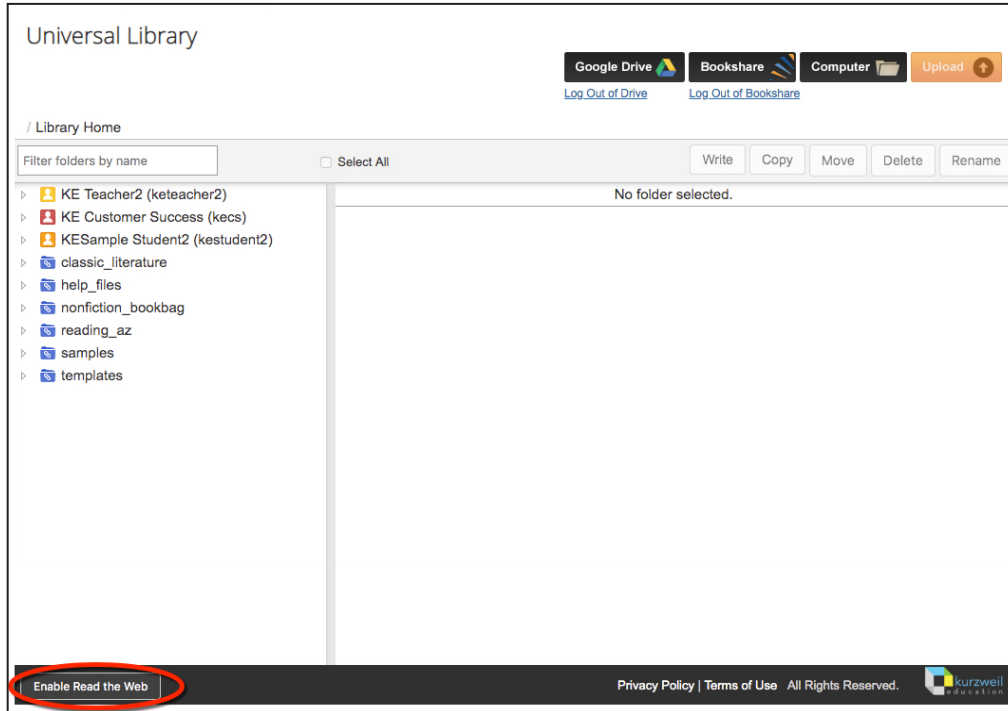 Universal Library
Google Drive Bookshare Computer Upload
Log Out of Drive Log Out of Bookshare
/ Library Home
Filter folders by name Select All Write Copy Move Delete Rename
KE Teacher2 (keteacher2) No folder selected.
KE Customer Success (kecs)
KESample Student2 (kestudent2)
classic_literature
help_files
nonfiction_bookbag
reading_az
samples
templates
Enable Read the Web Privacy Policy | Terms of Use All Rights Reserved. kurzweil
education